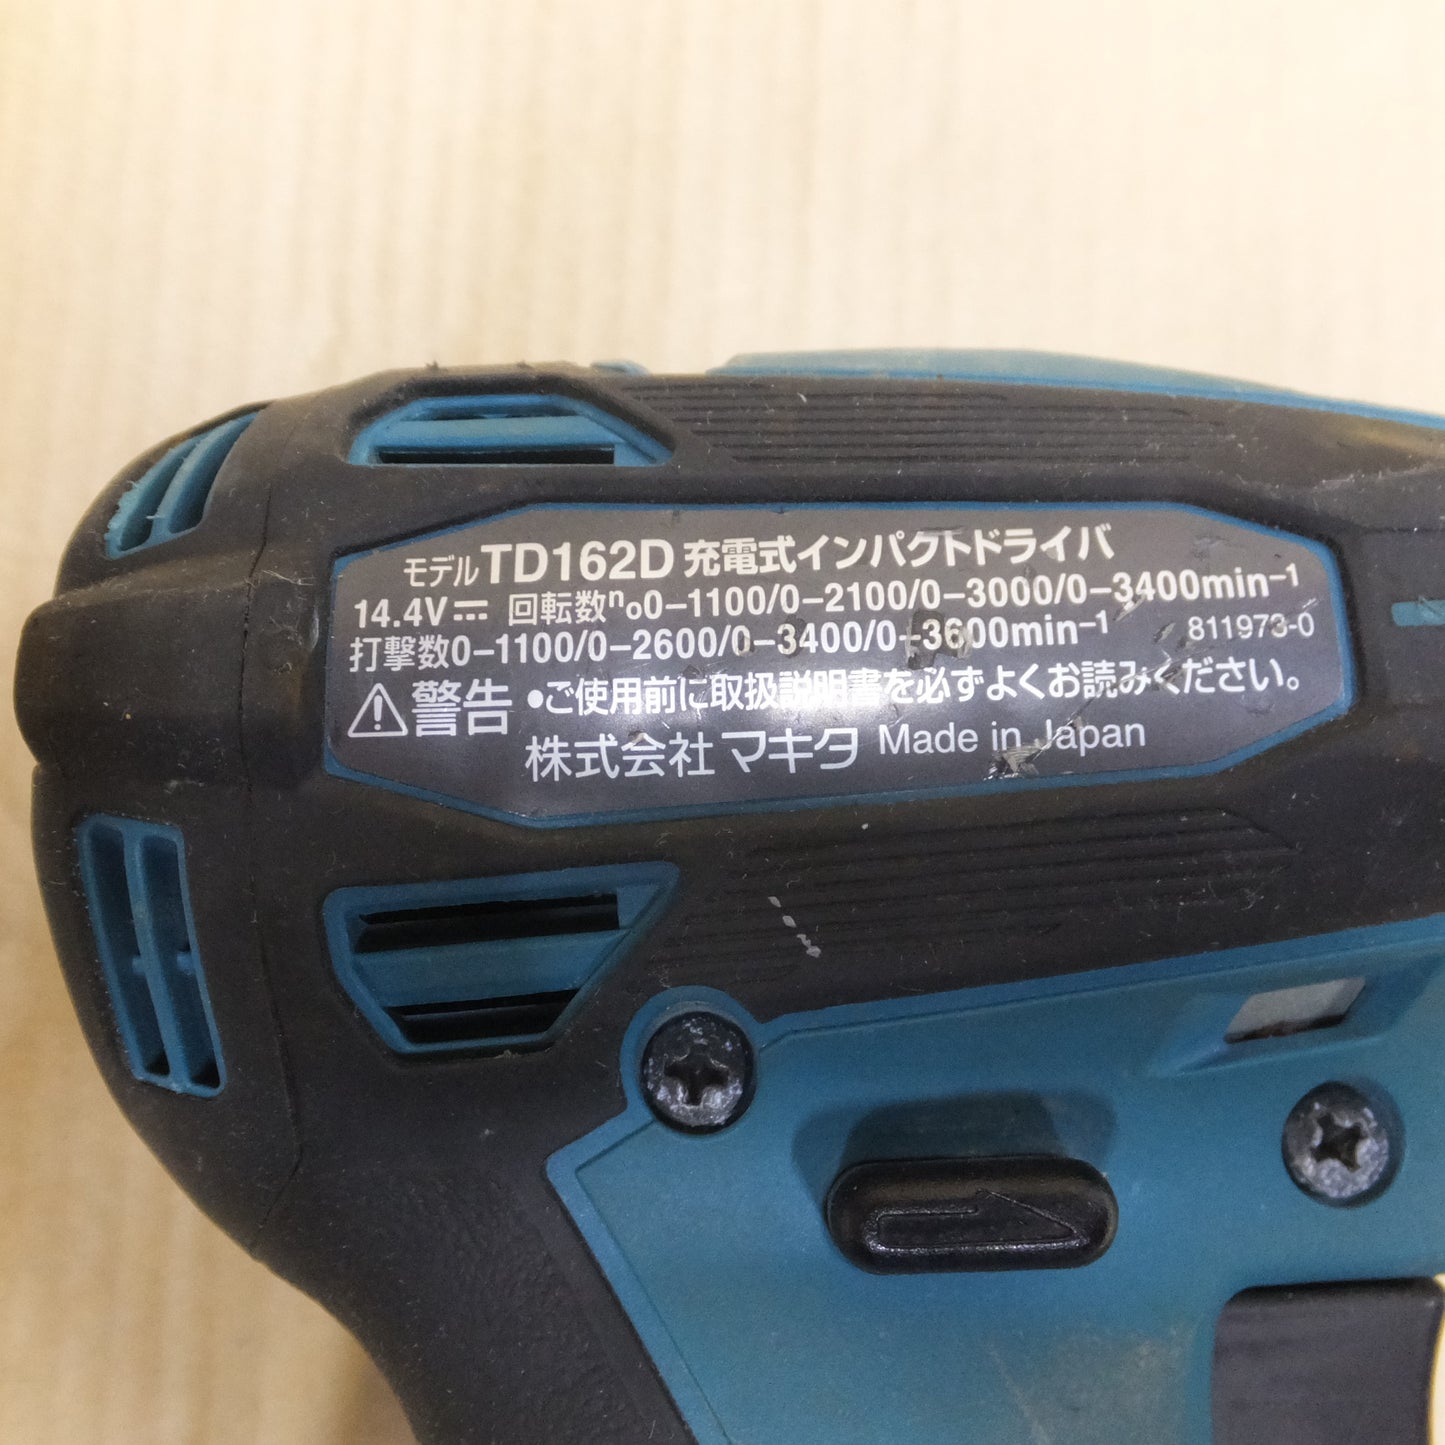 モデルTD162D 充電式インパクトドライバ
14.4V⎓ 回転数n₀0-1100/0-2100/0-3000/0-3400min⁻¹
打撃数0-1100/0-2600/0-3400/0-3600min⁻¹ 811973-0
⚠警告 •ご使用前に取扱説明書を必ずよくお読みください。
株式会社マキタ Made in Japan